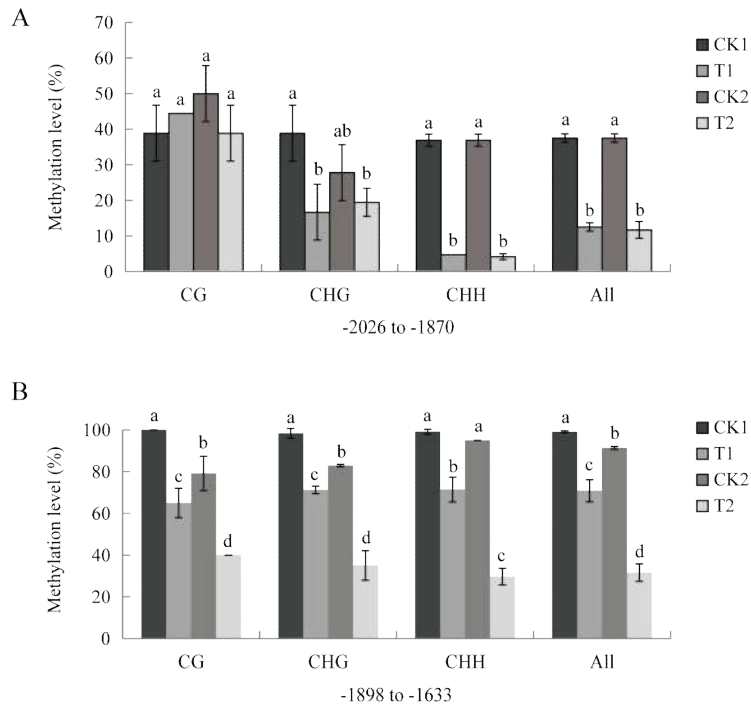 A
Methylation level (%)
70
60
50
40
30
20
10
0
a
a
a
a
a
b
ab
b
a
b
a
b
a
b
a
b
CG
CHG
CHH
All
-2026 to -1870
CK1
T1
CK2
T2
B
Methylation level (%)
100
80
60
40
20
0
a
c
b
d
a
c
b
d
a
b
a
c
a
c
b
d
CG
CHG
CHH
All
-1898 to -1633
CK1
T1
CK2
T2